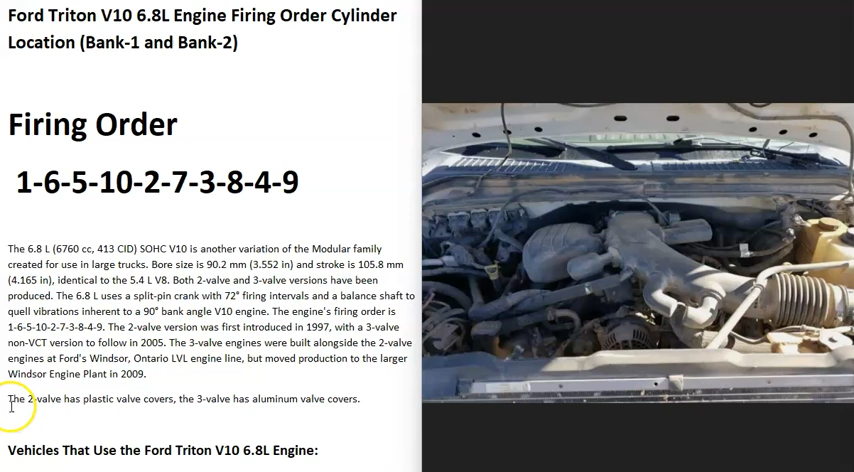 Ford Triton V10 6.8L Engine Firing Order Cylinder
Location (Bank-1 and Bank-2)
Firing Order
1-6-5-10-2-7-3-8-4-9
The 6.8 L (6760 cc, 413 CID) SOHC V10 is another variation of the Modular family
created for use in large trucks. Bore size is 90.2 mm (3.552 in) and stroke is 105.8 mm
(4.165 in), identical to the 5.4 L V8. Both 2-valve and 3-valve versions have been
produced. The 6.8 L uses a split-pin crank with 72° firing intervals and a balance shaft to
quell vibrations inherent to a 90° bank angle V10 engine. The engine's firing order is
1-6-5-10-2-7-3-8-4-9. The 2-valve version was first introduced in 1997, with a 3-valve
non-VCT version to follow in 2005. The 3-valve engines were built alongside the 2-valve
engines at Ford's Windsor, Ontario LVL engine line, but moved production to the larger
Windsor Engine Plant in 2009.
The 2-valve has plastic valve covers, the 3-valve has aluminum valve covers.
Vehicles That Use the Ford Triton V10 6.8L Engine: